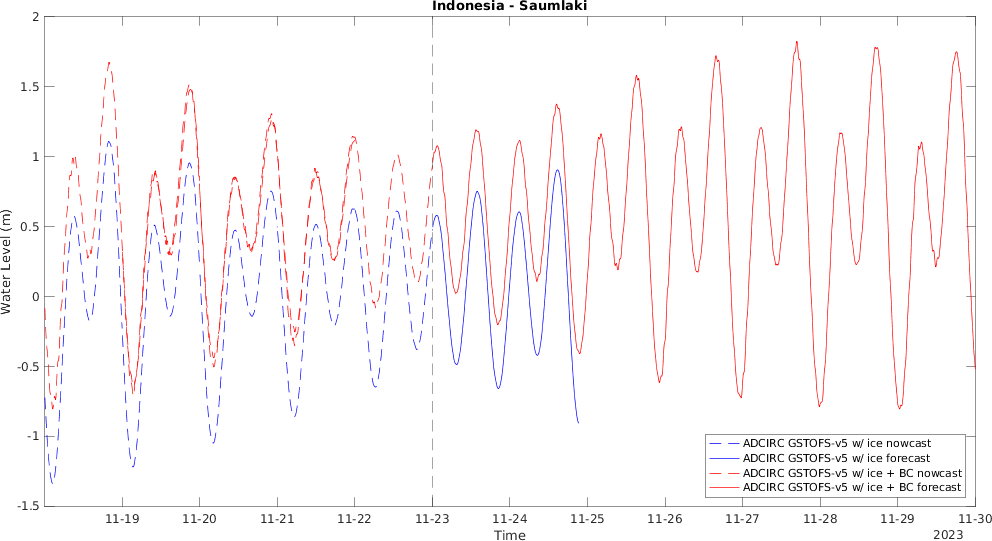 Indonesia - Saumlaki
Water Level (m)
2
1.5
1
0.5
0
-0.5
-1
-1.5
ADCIRC GSTOFS-v5 w/ ice nowcast
ADCIRC GSTOFS-v5 w/ ice forecast
ADCIRC GSTOFS-v5 w/ ice + BC nowcast
ADCIRC GSTOFS-v5 w/ ice + BC forecast
11-19 11-20 11-21 11-22 11-23 11-24 11-25 11-26 11-27 11-28 11-29 11-30
Time
2023